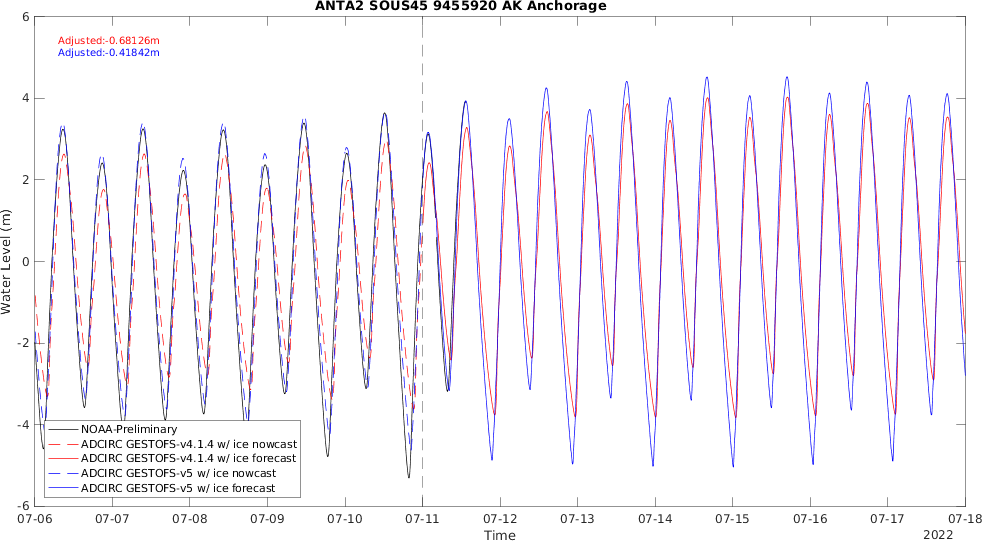 ANTA2 SOUS45 9455920 AK Anchorage
6
Adjusted:-0.68126m
Adjusted:-0.41842m
4
2
0
-2
-4
-6
Water Level (m)
NOAA-Preliminary
ADCIRC GESTOFS-v4.1.4 w/ ice nowcast
ADCIRC GESTOFS-v4.1.4 w/ ice forecast
ADCIRC GESTOFS-v5 w/ ice nowcast
ADCIRC GESTOFS-v5 w/ ice forecast
07-06 07-07 07-08 07-09 07-10 07-11 07-12 07-13 07-14 07-15 07-16 07-17 07-18
Time
2022